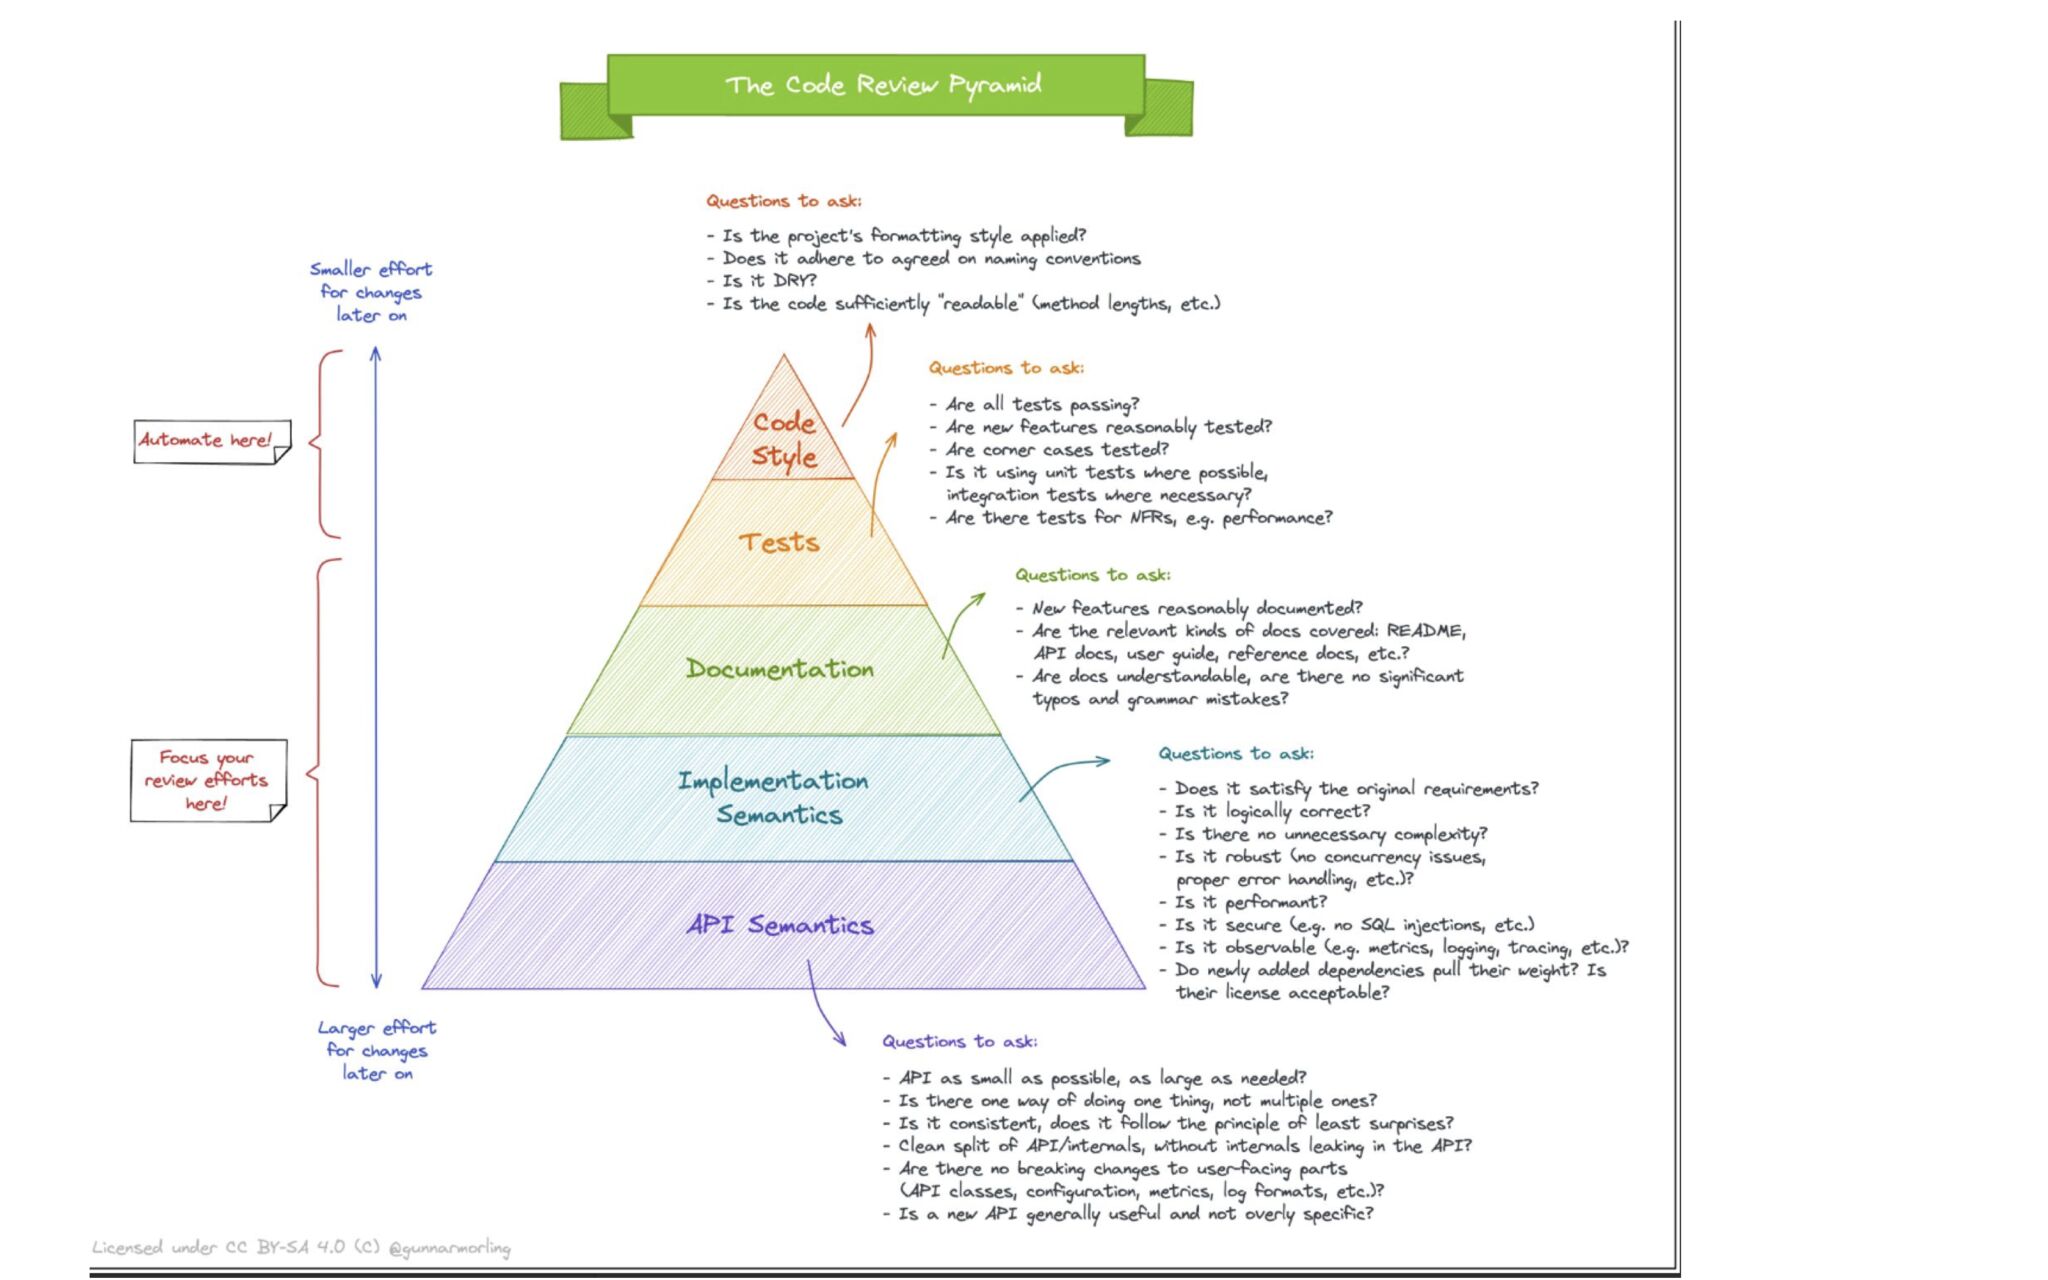 The Code Review Pyramid
Questions to ask:
- Is the project's formatting style applied?
- Does it adhere to agreed on naming conventions
- Is it DRY?
- Is the code sufficiently "readable" (method lengths, etc.)
Smaller effort
for changes
later on
Automate here!
Focus your
review efforts
here!
Larger effort
for changes
later on
Code
Style
Questions to ask:
- Are all tests passing?
- Are new features reasonably tested?
- Are corner cases tested?
- Is it using unit tests where possible,
integration tests where necessary?
- Are there tests for NFRs, e.g. performance?
Tests
Questions to ask:
- New features reasonably documented?
- Are the relevant kinds of docs covered: README,
API docs, user guide, reference docs, etc.?
- Are docs understandable, are there no significant
typos and grammar mistakes?
Documentation
Questions to ask:
- Does it satisfy the original requirements?
- Is it logically correct?
- Is there no unnecessary complexity?
- Is it robust (no concurrency issues,
proper error handling, etc.)?
- Is it performant?
- Is it secure (e.g. no SQL injections, etc.)
- Is it observable (e.g. metrics, logging, tracing, etc.)?
- Do newly added dependencies pull their weight? Is
their license acceptable?
Implementation
Semantics
API Semantics
Questions to ask:
- API as small as possible, as large as needed?
- Is there one way of doing one thing, not multiple ones?
- Is it consistent, does it follow the principle of least surprises?
- Clean split of API/internals, without internals leaking in the API?
- Are there no breaking changes to user-facing parts
(API classes, configuration, metrics, log formats, etc.)?
- Is a new API generally useful and not overly specific?
Licensed under CC BY-SA 4.0 (C) @gunnarmorling